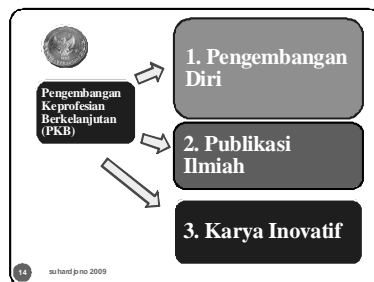 1. Pengembangan
Diri
Pengembangan
Keprofesian
Berkelanjutan
(PKB)
2. Publikasi
Ilmiah
3. Karya Inovatif
14
suhardjono 2009